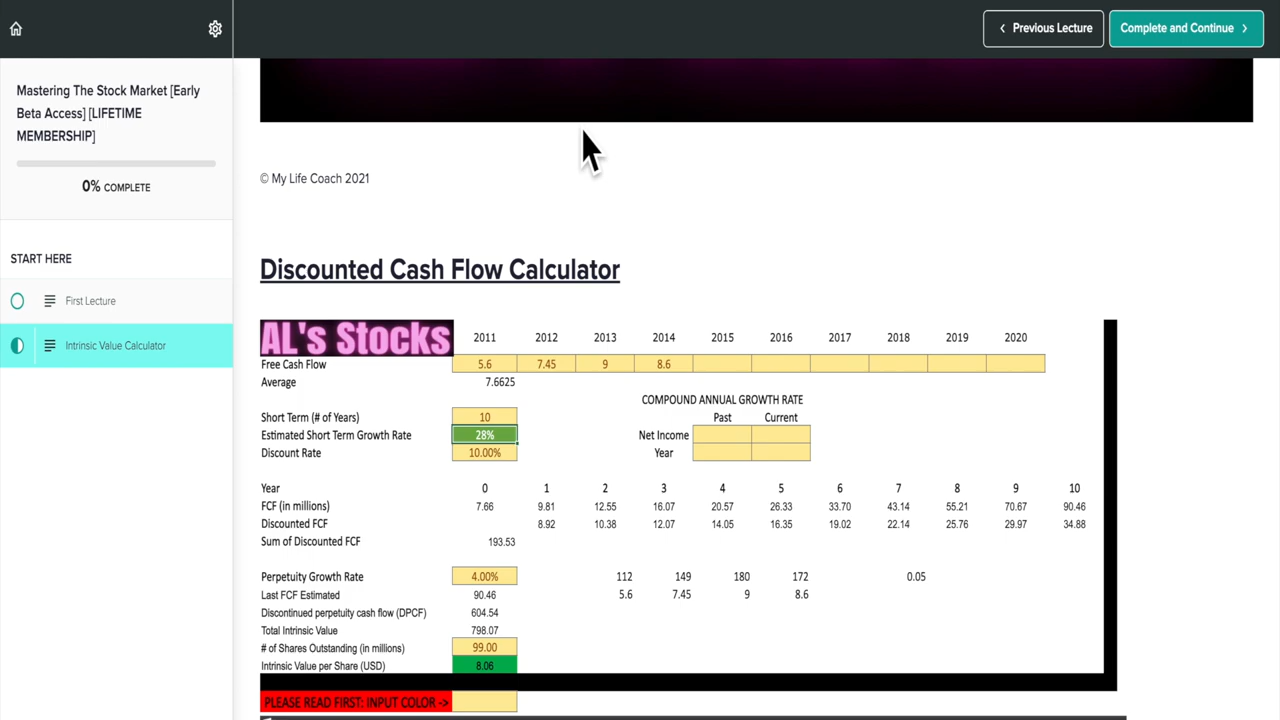 Previous Lecture
Complete and Continue
Mastering The Stock Market [Early
Beta Access] [LIFETIME
MEMBERSHIP]
0% COMPLETE
START HERE
First Lecture
Intrinsic Value Calculator
© My Life Coach 2021
Discounted Cash Flow Calculator
AL's Stocks 2011 2012 2013 2014 2015 2016 2017 2018 2019 2020
Free Cash Flow 5.6 7.45 9 8.6
Average 7.6625
COMPOUND ANNUAL GROWTH RATE
Short Term (# of Years) 10 Past Current
Estimated Short Term Growth Rate 28% Net Income
Discount Rate 10.00% Year
Year 0 1 2 3 4 5 6 7 8 9 10
FCF (in millions) 7.66 9.81 12.55 16.07 20.57 26.33 33.70 43.14 55.21 70.67 90.46
Discounted FCF 8.92 10.38 12.07 14.05 16.35 19.02 22.14 25.76 29.97 34.88
Sum of Discounted FCF 193.53
Perpetuity Growth Rate 4.00% 112 149 180 172 0.05
Last FCF Estimated 90.46 5.6 7.45 9 8.6
Discontinued perpetuity cash flow (DPCF) 604.54
Total Intrinsic Value 798.07
# of Shares Outstanding (in millions) 99.00
Intrinsic Value per Share (USD) 8.06
PLEASE READ FIRST: INPUT COLOR ->